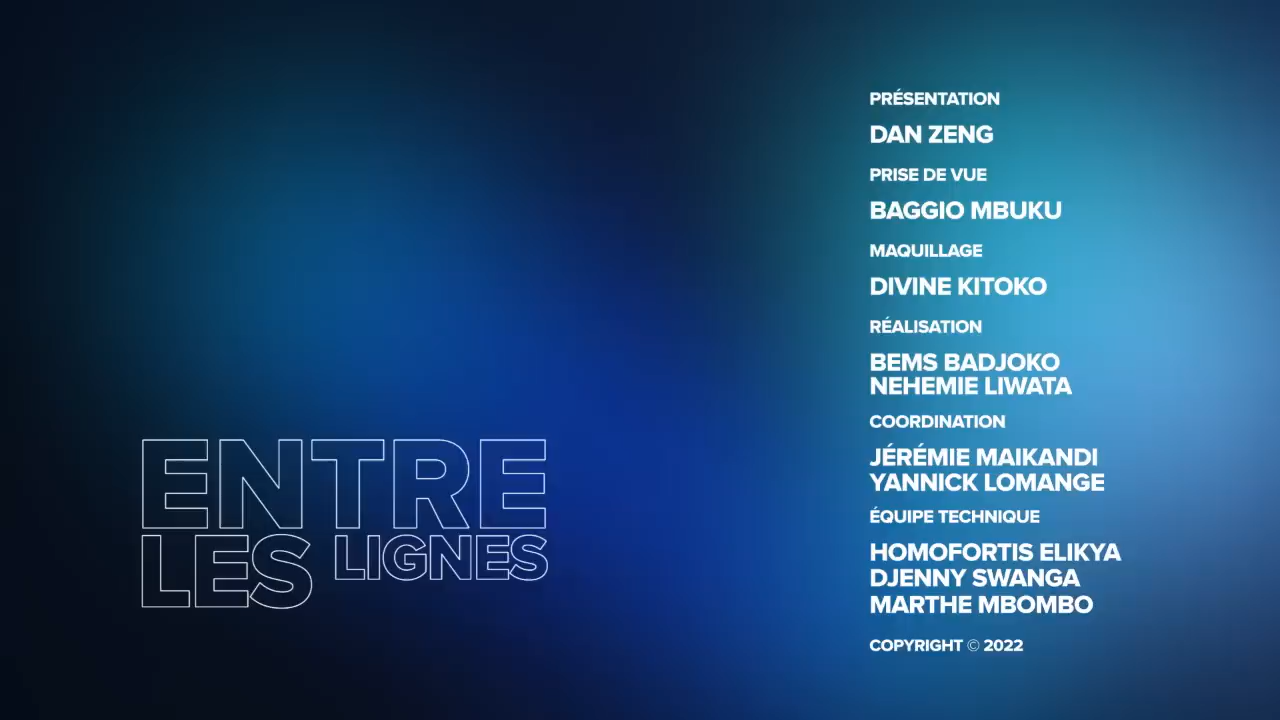 ENTRE
LES LIGNES
PRÉSENTATION
DAN ZENG
PRISE DE VUE
BAGGIO MBUKU
MAQUILLAGE
DIVINE KITOKO
RÉALISATION
BEMS BADJOKO
NEHEMIE LIWATA
COORDINATION
JÉRÉMIE MAIKANDI
YANNICK LOMANGE
ÉQUIPE TECHNIQUE
HOMOFORTIS ELIKYA
DJENNY SWANGA
MARTHE MBOMBO
COPYRIGHT © 2022